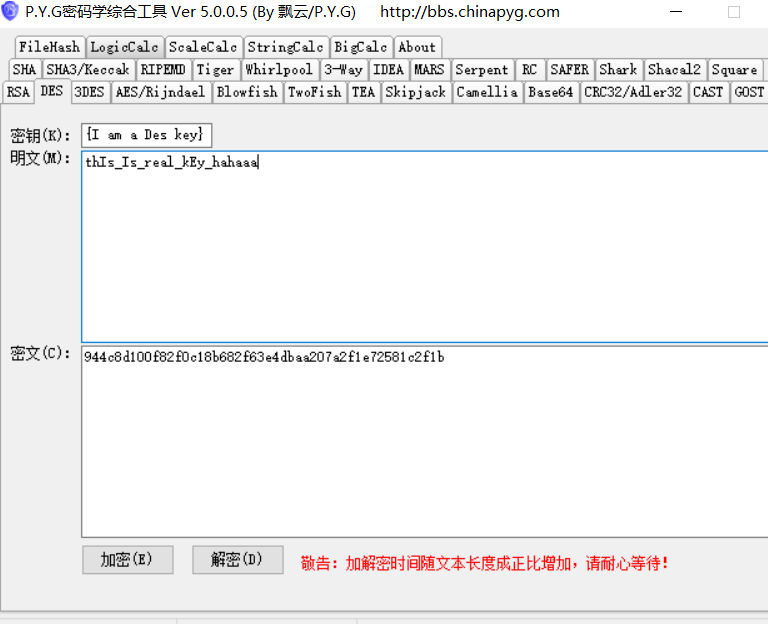 P.Y.G密码学综合工具 Ver 5.0.0.5 (By 飘云/P.Y.G) http://bbs.chinapyg.com
FileHash LogicCalc ScaleCalc StringCalc BigCalc About
SHA SHA3/Keccak RIPEMD Tiger Whirlpool 3-Way IDEA MARS Serpent RC SAFER Shark Shacal2 Square
RSA DES 3DES AES/Rijndael Blowfish TwoFish TEA Skipjack Camellia Base64 CRC32/Adler32 CAST GOST
密钥(K): {I am a Des key}
明文(M): thIs_Is_real_kEy_hahaaa
密文(C): 944c8d100f82f0c18b682f63e4dbaa207a2f1e72581c2f1b
加密(E) 解密(D) 敬告：加解密时间随文本长度成正比增加，请耐心等待！